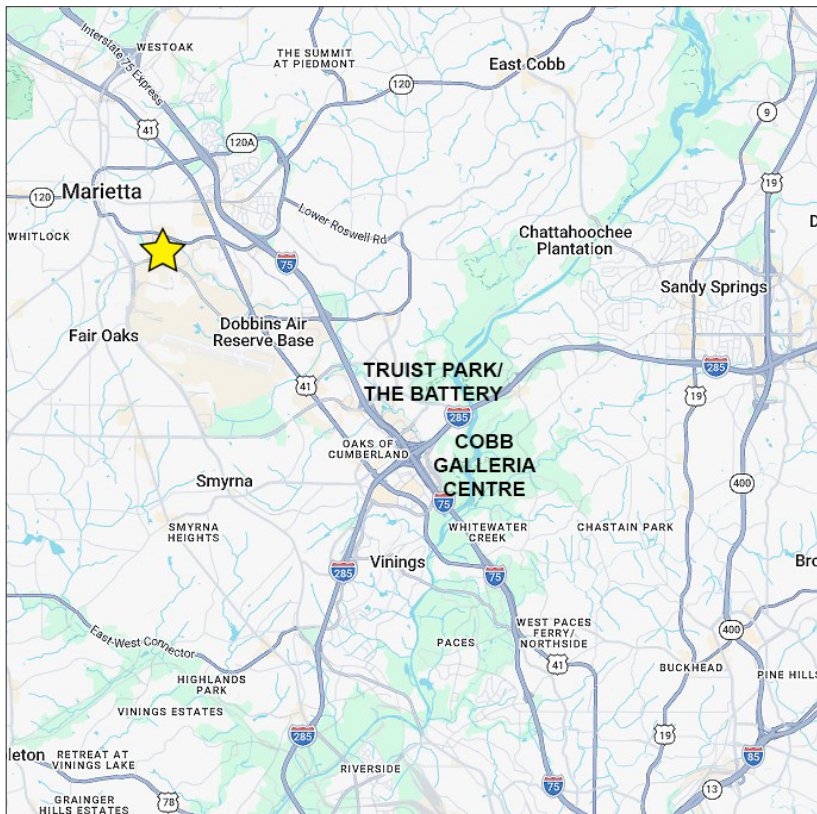 WESTOAK
Interstate 75 Express
THE SUMMIT
AT PIEDMONT
East Cobb
120
41
9
120A
19
Marietta
120
WHITLOCK
Lower Roswell Rd
Chattahoochee
Plantation
75
Sandy Springs
Fair Oaks
Dobbins Air
Reserve Base
TRUIST PARK/
THE BATTERY
285
41
19
285
OAKS OF
CUMBERLAND
COBB
GALLERIA
CENTRE
Smyrna
400
75
SMYRNA
HEIGHTS
WHITEWATER
CREEK
CHASTAIN PARK
Vinings
285
75
Bro
East-West Connector
PACES
WEST PACES
FERRY/
NORTHSIDE
400
41
BUCKHEAD
PINE HILLS
HIGHLANDS
PARK
VININGS ESTATES
285
19
leton
RETREAT AT
VININGS LAKE
RIVERSIDE
85
75
13
78
GRAINGER
HILLS ESTATES